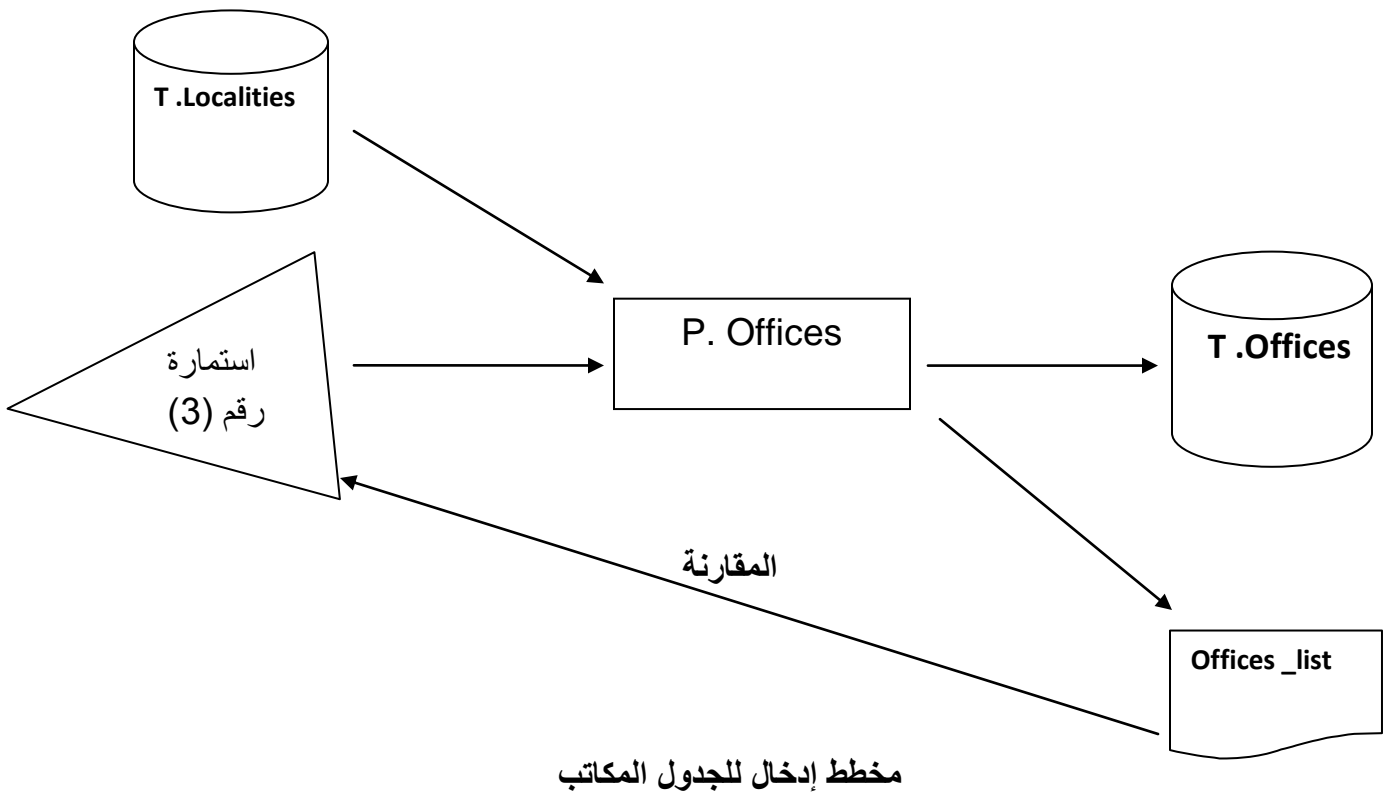 T .Localities
استمارة
رقم (3)
P. Offices
T .Offices
المقارنة
Offices _list
مخطط إدخال للجدول المكاتب